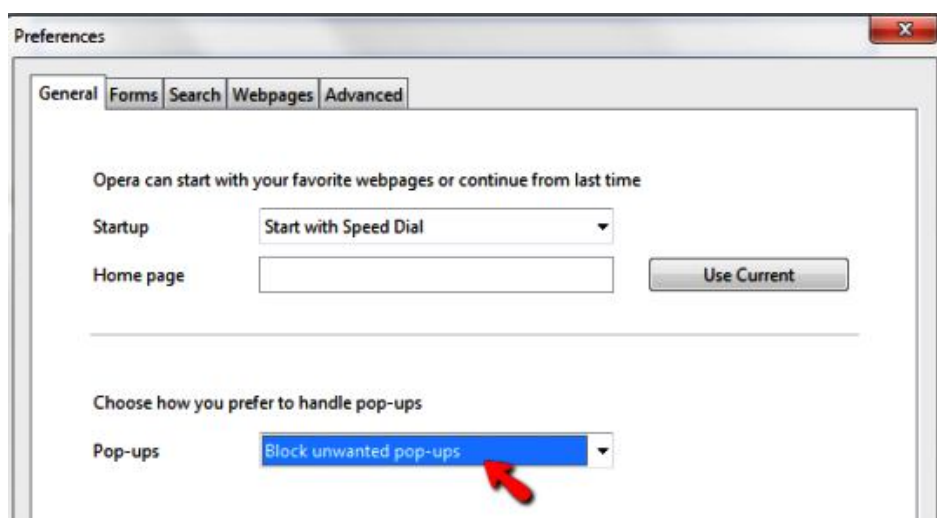 Preferences
General Forms Search Webpages Advanced
Opera can start with your favorite webpages or continue from last time
Startup Start with Speed Dial
Home page Use Current
Choose how you prefer to handle pop-ups
Pop-ups Block unwanted pop-ups